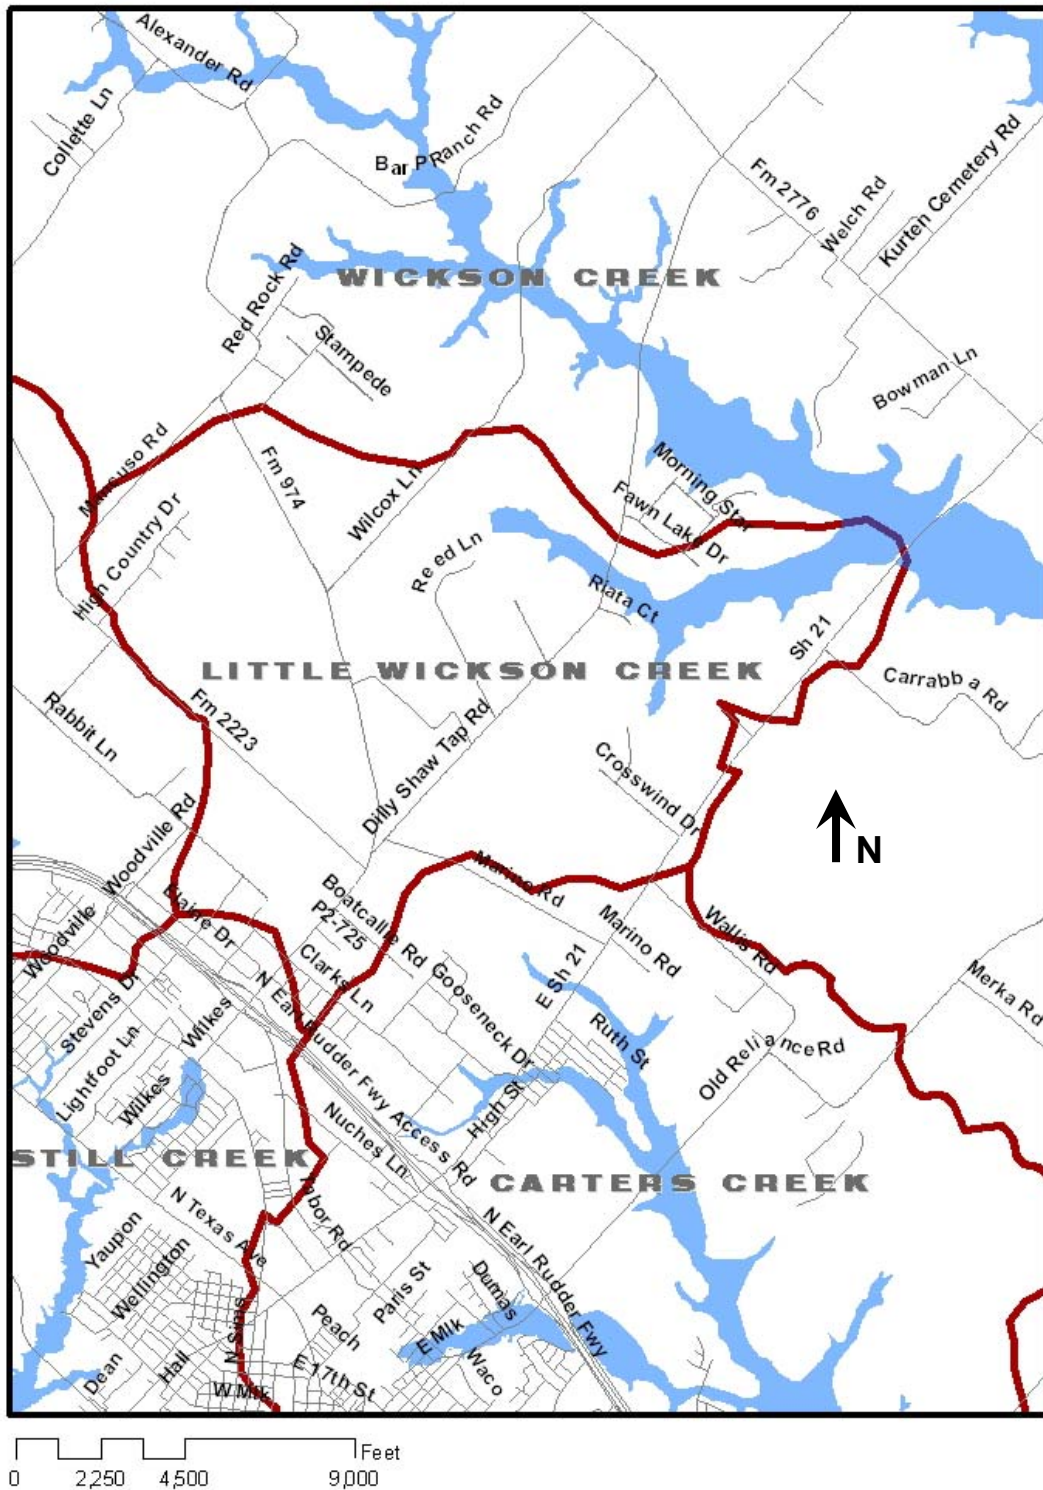 Alexander Rd
Collette Ln
Bar P Ranch Rd
Fm 2776
Welch Rd
Kurten Cemetery Rd
WICKSON CREEK
Red Rock Rd
Stampede
Bowman Ln
Mancuso Rd
Fm 974
Wilcox Ln
Morning Star
Fawn Lake Dr
High Country Dr
Reed Ln
Riata Ct
Sh 21
LITTLE WICKSON CREEK
Carrabba Rd
Rabbit Ln
Fm 2223
Dilly Shaw Tap Rd
Crosswind Dr
N
Woodville Rd
Marino Rd
Elaine Dr
Boatcallie Rd
P2-725
Woodville
Marino Rd
Wallis Rd
Clarks Ln
Gooseneck Dr
E Sh 21
Merka Rd
Stevens Dr
Wilkes
N Earl Rudder Fwy Access Rd
Ruth St
Old Reliance Rd
Lightfoot Ln
Wilkes
High St
Nuches Ln
STILL CREEK
CARTERS CREEK
Tabor Rd
N Texas Ave
Yaupon
Wellington
N Earl Rudder Fwy
Paris St
Dumas
Peach
N Sims
E Mlk
Dean
Hall
E 17th St
Waco
W Mlk
Feet
0 2,250 4,500 9,000